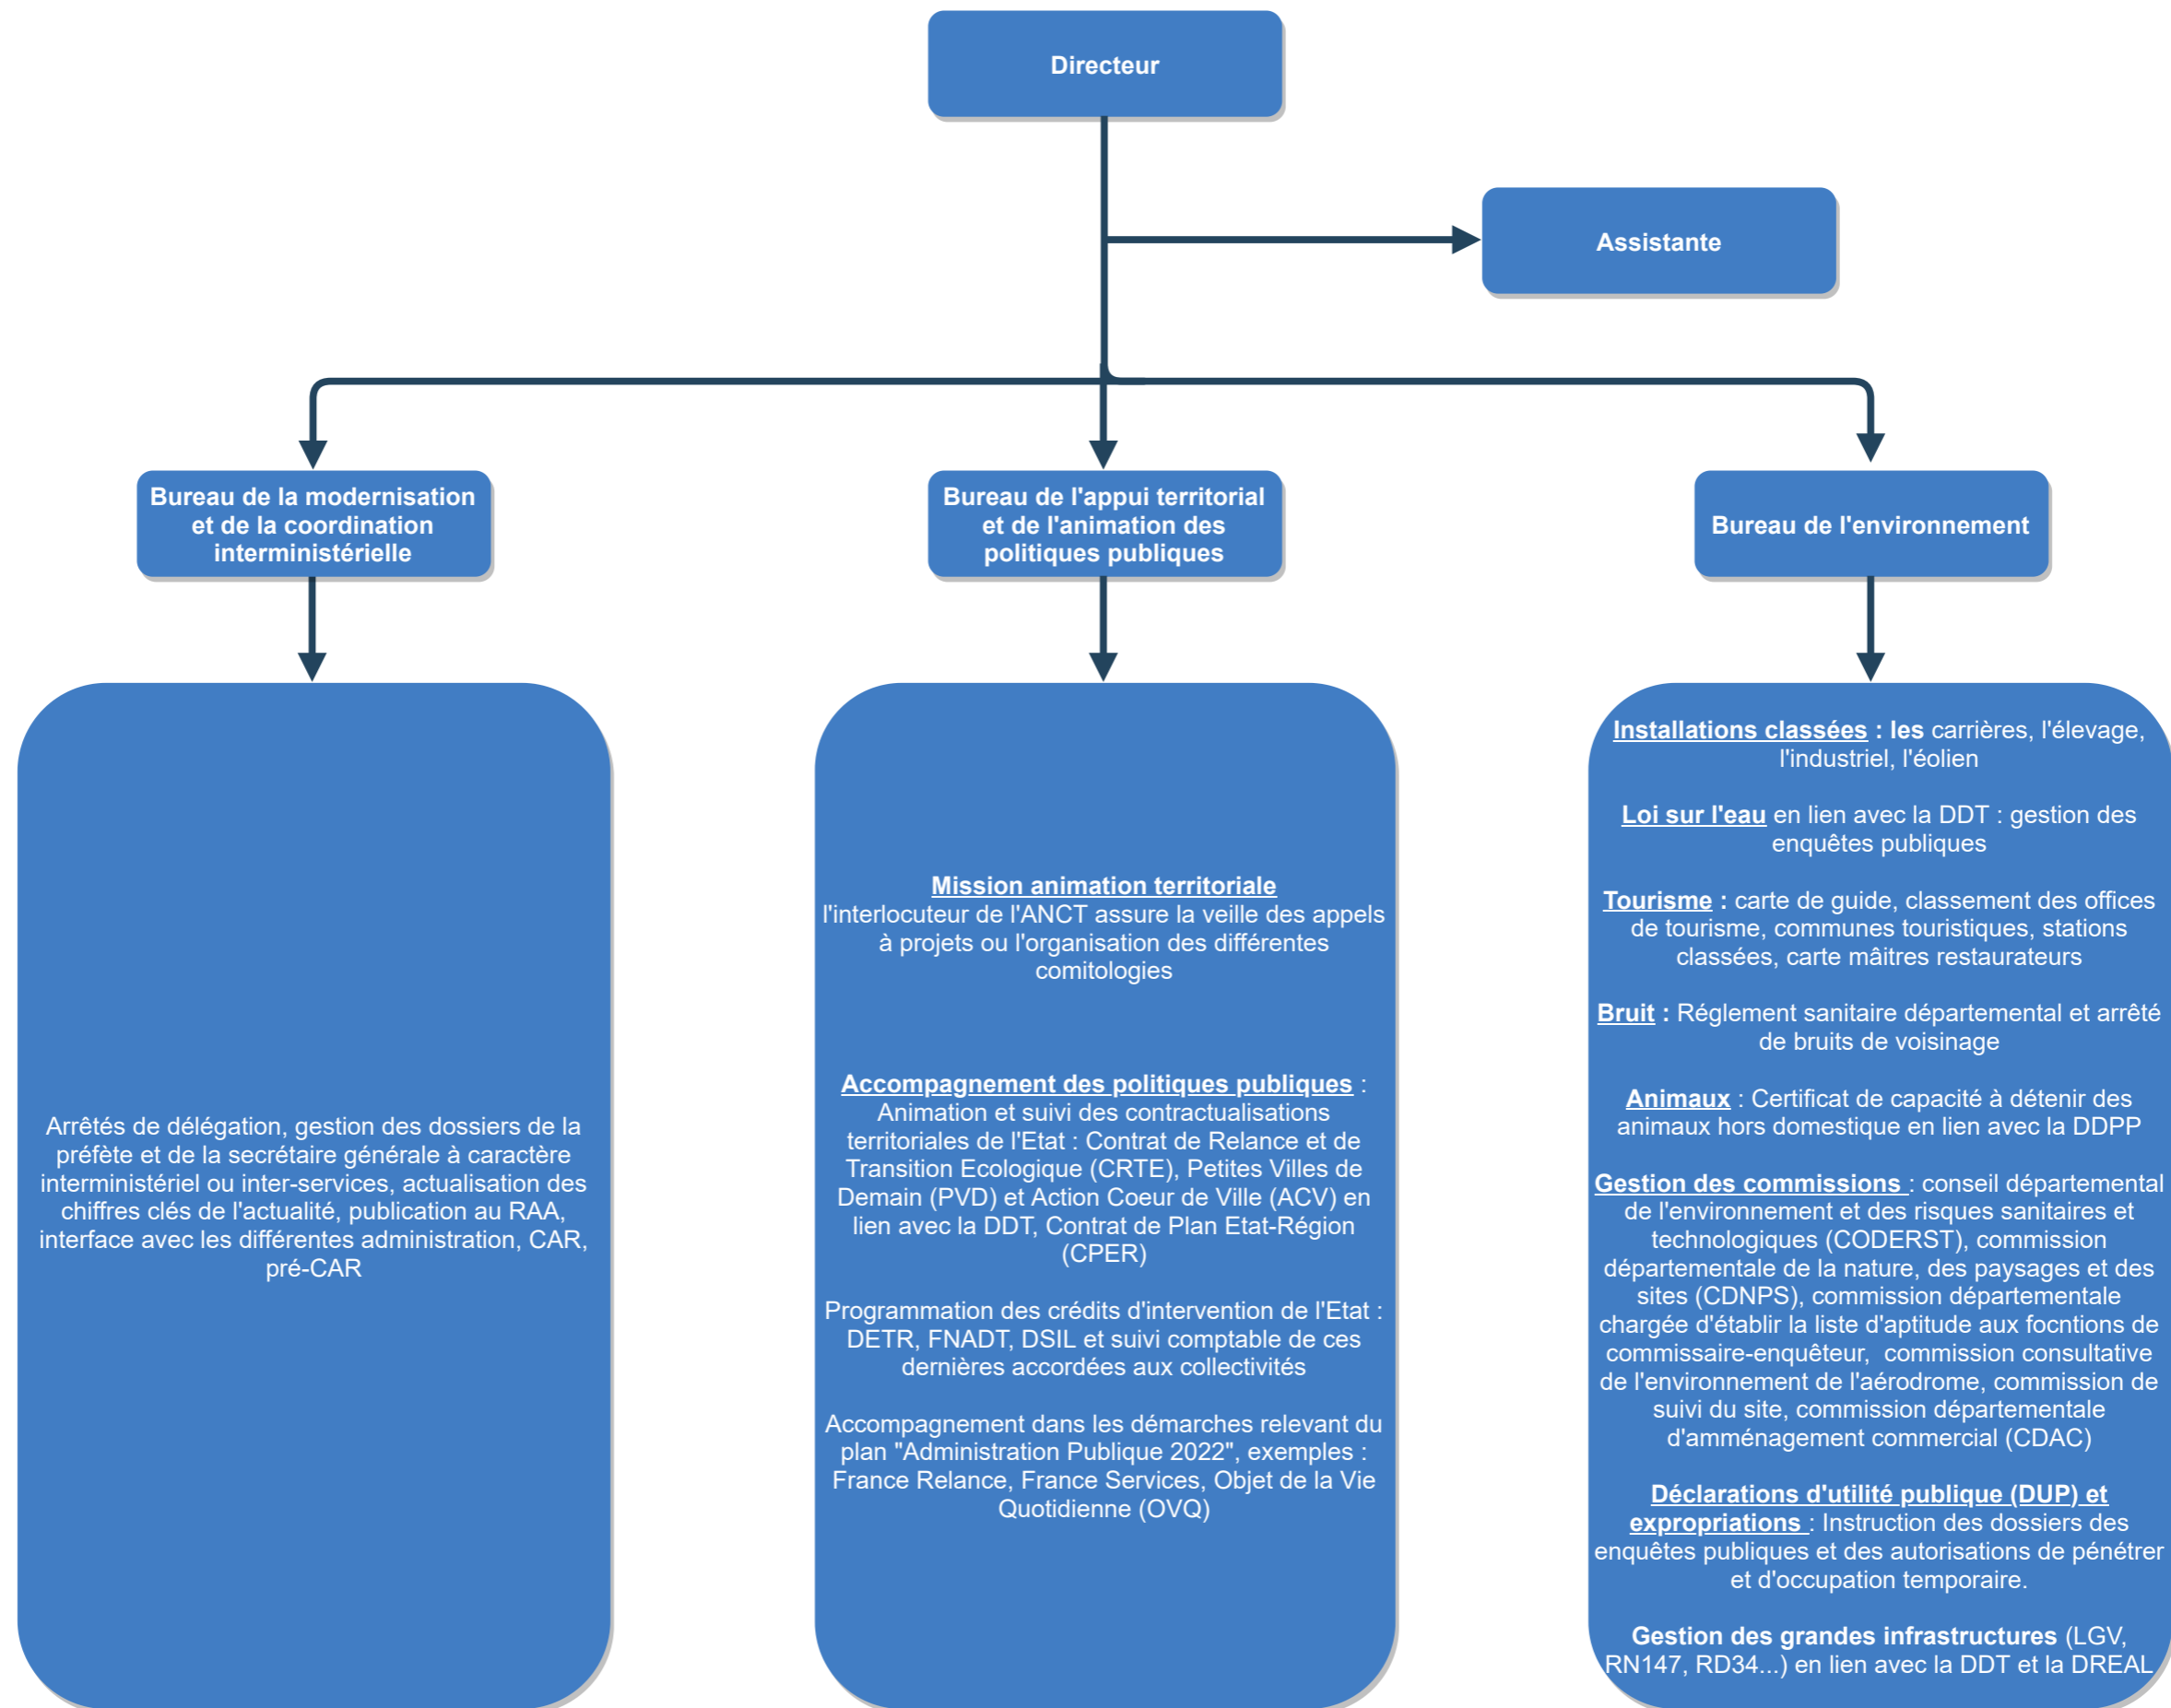 Directeur
Assistante
Bureau de la modernisation
et de la coordination
interministérielle
Bureau de l'appui territorial
et de l'animation des
politiques publiques
Bureau de l'environnement
Arrêtés de délégation, gestion des dossiers de la
préfète et de la secrétaire générale à caractère
interministériel ou inter-services, actualisation des
chiffres clés de l'actualité, publication au RAA,
interface avec les différentes administration, CAR,
pré-CAR
Mission animation territoriale
l'interlocuteur de l'ANCT assure la veille des appels
à projets ou l'organisation des différentes
comitologies
Accompagnement des politiques publiques :
Animation et suivi des contractualisations
territoriales de l'Etat : Contrat de Relance et de
Transition Ecologique (CRTE), Petites Villes de
Demain (PVD) et Action Coeur de Ville (ACV) en
lien avec la DDT, Contrat de Plan Etat-Région
(CPER)
Programmation des crédits d'intervention de l'Etat :
DETR, FNADT, DSIL et suivi comptable de ces
dernières accordées aux collectivités
Accompagnement dans les démarches relevant du
plan "Administration Publique 2022", exemples :
France Relance, France Services, Objet de la Vie
Quotidienne (OVQ)
Installations classées : les carrières, l'élevage,
l'industriel, l'éolien
Loi sur l'eau en lien avec la DDT : gestion des
enquêtes publiques
Tourisme : carte de guide, classement des offices
de tourisme, communes touristiques, stations
classées, carte mâitres restaurateurs
Bruit : Réglement sanitaire départemental et arrêté
de bruits de voisinage
Animaux : Certificat de capacité à détenir des
animaux hors domestique en lien avec la DDPP
Gestion des commissions : conseil départemental
de l'environnement et des risques sanitaires et
technologiques (CODERST), commission
départementale de la nature, des paysages et des
sites (CDNPS), commission départementale
chargée d'établir la liste d'aptitude aux focntions de
commissaire-enquêteur, commission consultative
de l'environnement de l'aérodrome, commission de
suivi du site, commission départementale
d'amménagement commercial (CDAC)
Déclarations d'utilité publique (DUP) et
expropriations : Instruction des dossiers des
enquêtes publiques et des autorisations de pénétrer
et d'occupation temporaire.
Gestion des grandes infrastructures (LGV,
RN147, RD34...) en lien avec la DDT et la DREAL